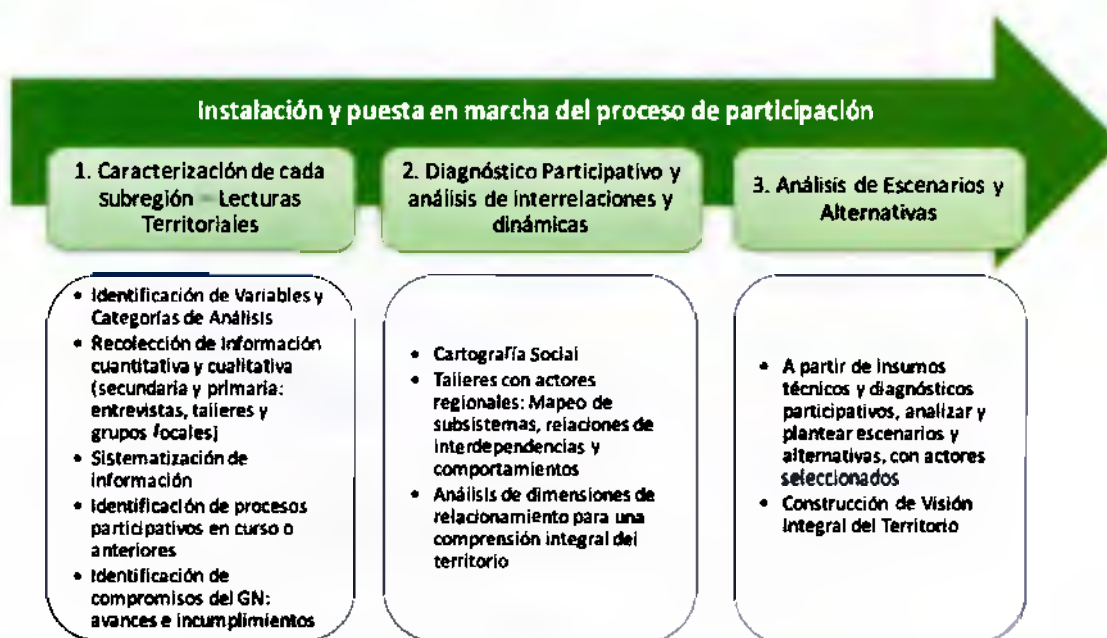 Instalación y puesta en marcha del proceso de participación
1. Caracterización de cada
Subregión – Lecturas
Territoriales
• Identificación de Variables y
Categorías de Análisis
• Recolección de Información
cuantitativa y cualitativa
(secundaria y primaria:
entrevistas, talleres y
grupos focales)
• Sistematización de
información
• Identificación de procesos
participativos en curso o
anteriores
• Identificación de
compromisos del GN:
avances e incumplimientos
2. Diagnóstico Participativo y
análisis de interrelaciones y
dinámicas
• Cartografía Social
• Talleres con actores
regionales: Mapeo de
subsistemas, relaciones de
interdependencias y
comportamientos
• Análisis de dimensiones de
relacionamiento para una
comprensión integral del
territorio
3. Análisis de Escenarios y
Alternativas
• A partir de insumos
técnicos y diagnósticos
participativos, analizar y
plantear escenarios y
alternativas, con actores
seleccionados
• Construcción de Visión
Integral del Territorio